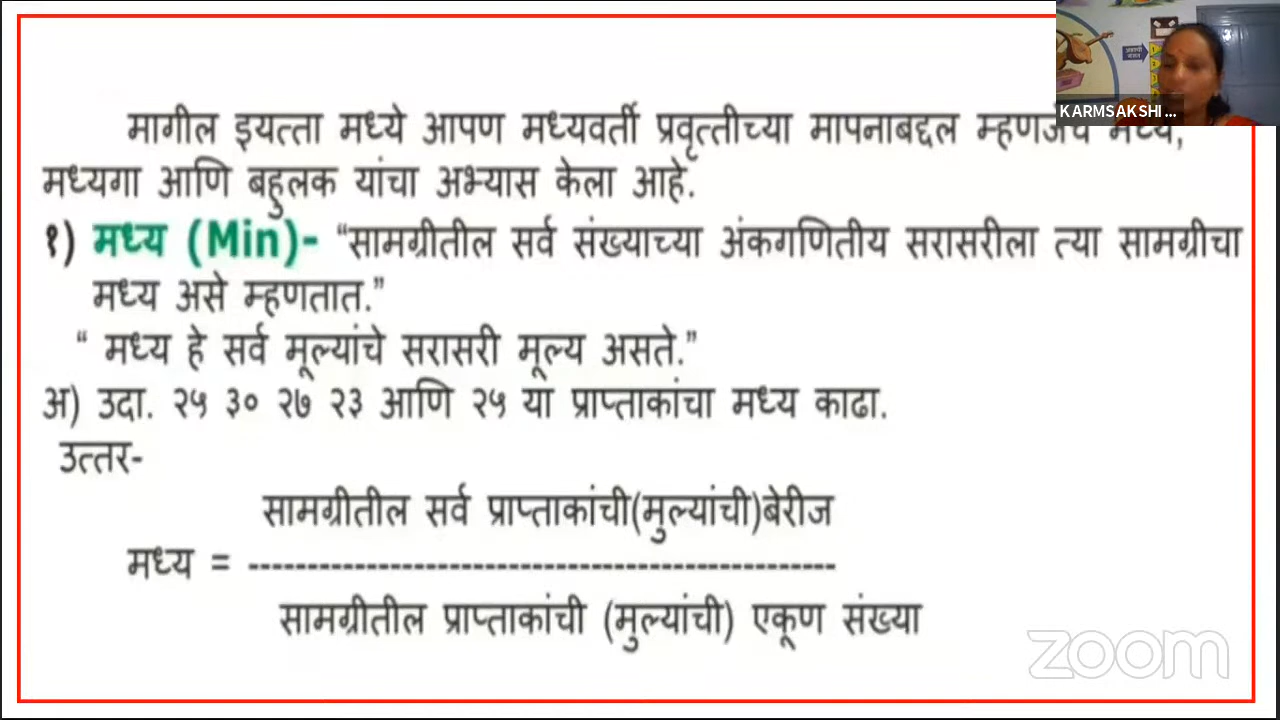 KARMSAKSHI ...
मागील इयत्ता मध्ये आपण मध्यवर्ती प्रवृत्तीच्या मापनाबद्दल म्हणजेच मध्य,
मध्यगा आणि बहुलक यांचा अभ्यास केला आहे.
१) मध्य (Min)- “सामग्रीतील सर्व संख्याच्या अंकगणितीय सरासरीला त्या सामग्रीचा
मध्य असे म्हणतात.”
“ मध्य हे सर्व मूल्यांचे सरासरी मूल्य असते.”
अ) उदा. २५ ३० २७ २३ आणि २५ या प्राप्ताकांचा मध्य काढा.
उत्तर-
सामग्रीतील सर्व प्राप्ताकांची(मुल्यांची)बेरीज
मध्य = --------------------------------------------------
सामग्रीतील प्राप्ताकांची (मुल्यांची) एकूण संख्या
zoom